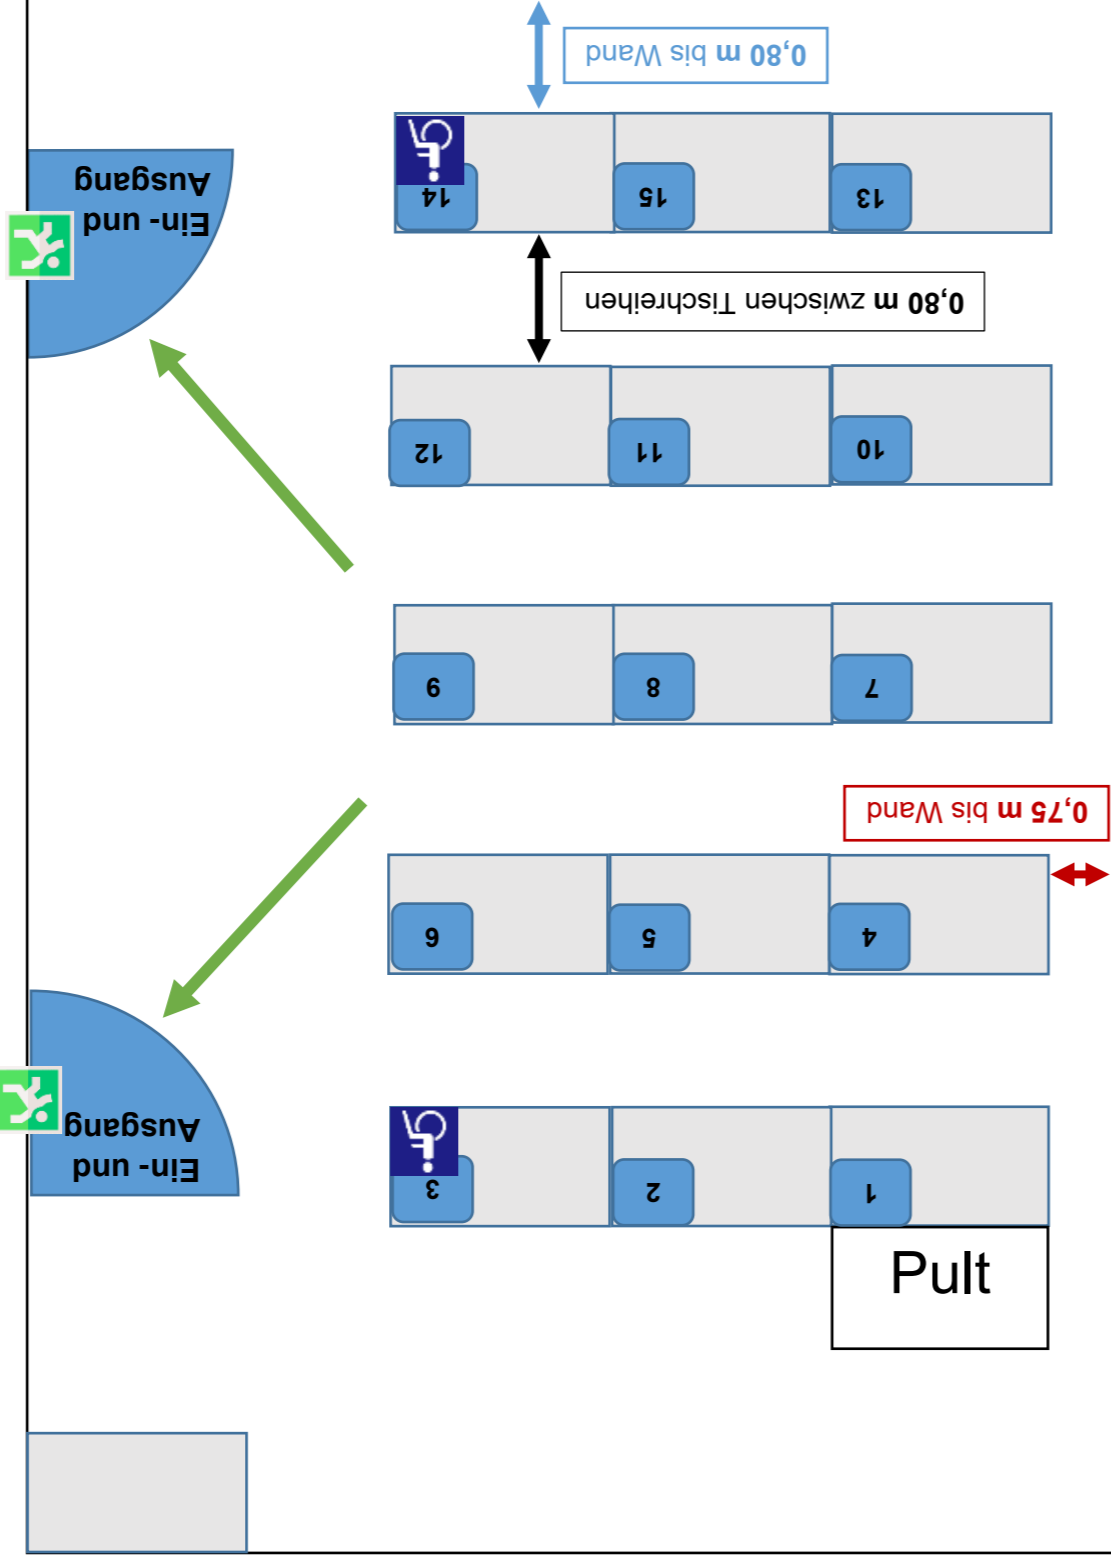 0,80 m bis Wand
14
15
13
Ein- und
Ausgang
0,80 m zwischen Tischreihen
12
11
10
9
8
7
0,75 m bis Wand
6
5
4
Ein- und
Ausgang
3
2
1
Pult